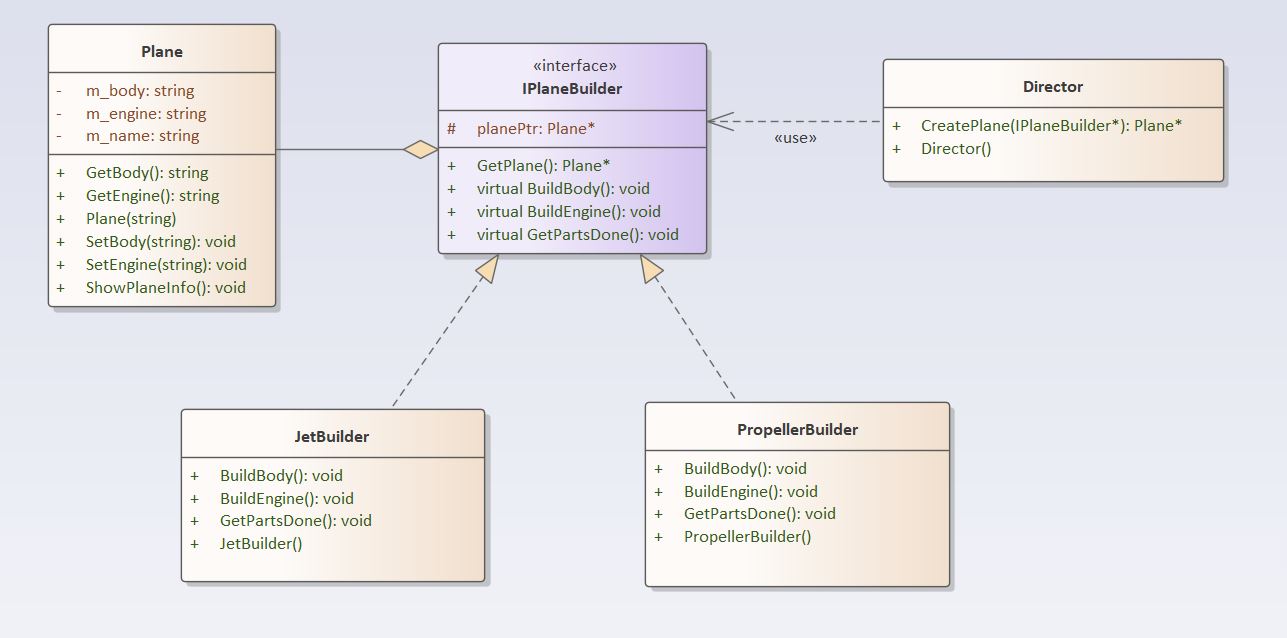 Plane
- m_body: string
- m_engine: string
- m_name: string
+ GetBody(): string
+ GetEngine(): string
+ Plane(string)
+ SetBody(string): void
+ SetEngine(string): void
+ ShowPlaneInfo(): void
«interface»
IPlaneBuilder
# planePtr: Plane*
+ GetPlane(): Plane*
+ virtual BuildBody(): void
+ virtual BuildEngine(): void
+ virtual GetPartsDone(): void
«use»
Director
+ CreatePlane(IPlaneBuilder*): Plane*
+ Director()
JetBuilder
+ BuildBody(): void
+ BuildEngine(): void
+ GetPartsDone(): void
+ JetBuilder()
PropellerBuilder
+ BuildBody(): void
+ BuildEngine(): void
+ GetPartsDone(): void
+ PropellerBuilder()